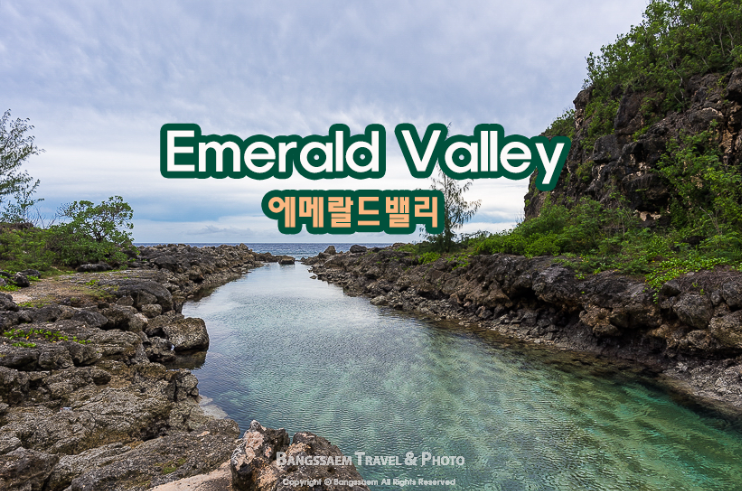 Emerald Valley
에메랄드밸리
BANGSSAEM TRAVEL & PHOTO
Copyright @ Bangssaem All Rights Reserved